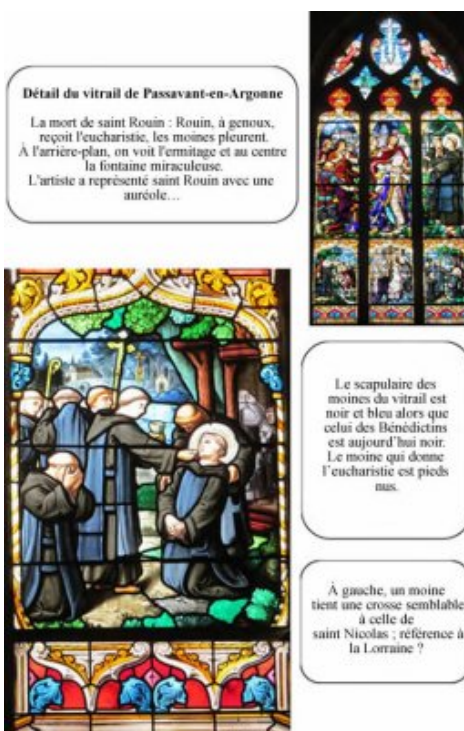 Détail du vitrail de Passavant-en-Argonne
La mort de saint Rouin : Rouin, à genoux,
reçoit l'eucharistie, les moines pleurent.
À l'arrière-plan, on voit l'ermitage et au centre
la fontaine miraculeuse.
L'artiste a représenté saint Rouin avec une
auréole…
Le scapulaire des
moines du vitrail est
noir et bleu alors que
celui des Bénédictins
est aujourd'hui noir.
Le moine qui donne
l'eucharistie est pieds
nus.
À gauche, un moine
tient une crosse semblable
à celle de
saint Nicolas ; référence à
la Lorraine ?